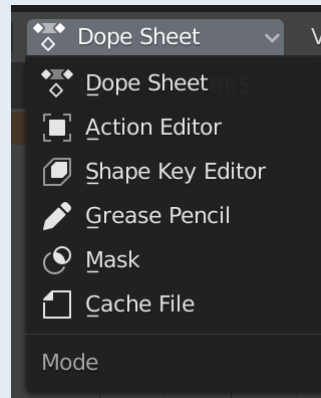 Dope Sheet
Dope Sheet
Action Editor
Shape Key Editor
Grease Pencil
Mask
Cache File
Mode